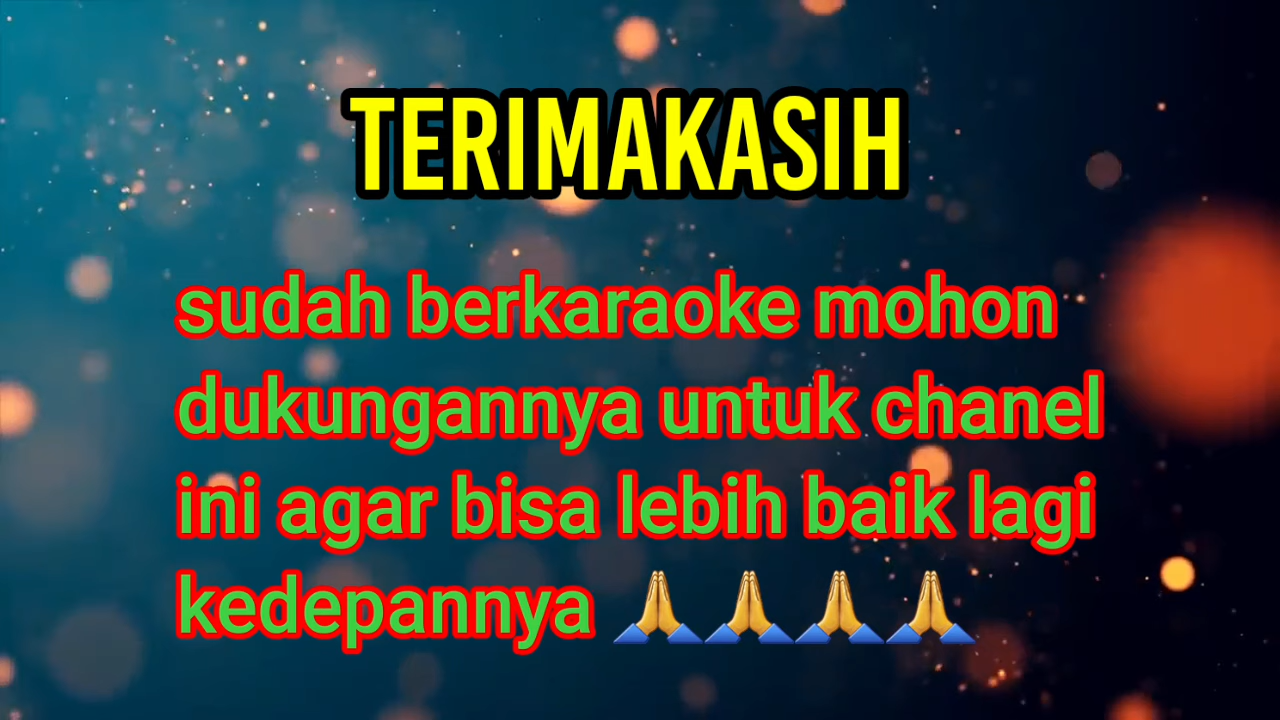 TERIMAKASIH
sudah berkaraoke mohon
dukungannya untuk chanel
ini agar bisa lebih baik lagi
kedepannya 🙏🙏🙏🙏